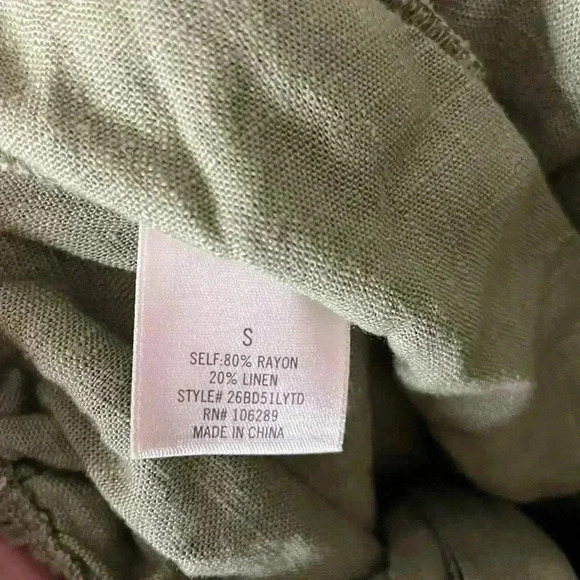 S
SELF:80% RAYON
20% LINEN
STYLE# 26BD51LYTD
RN# 106289
MADE IN CHINA